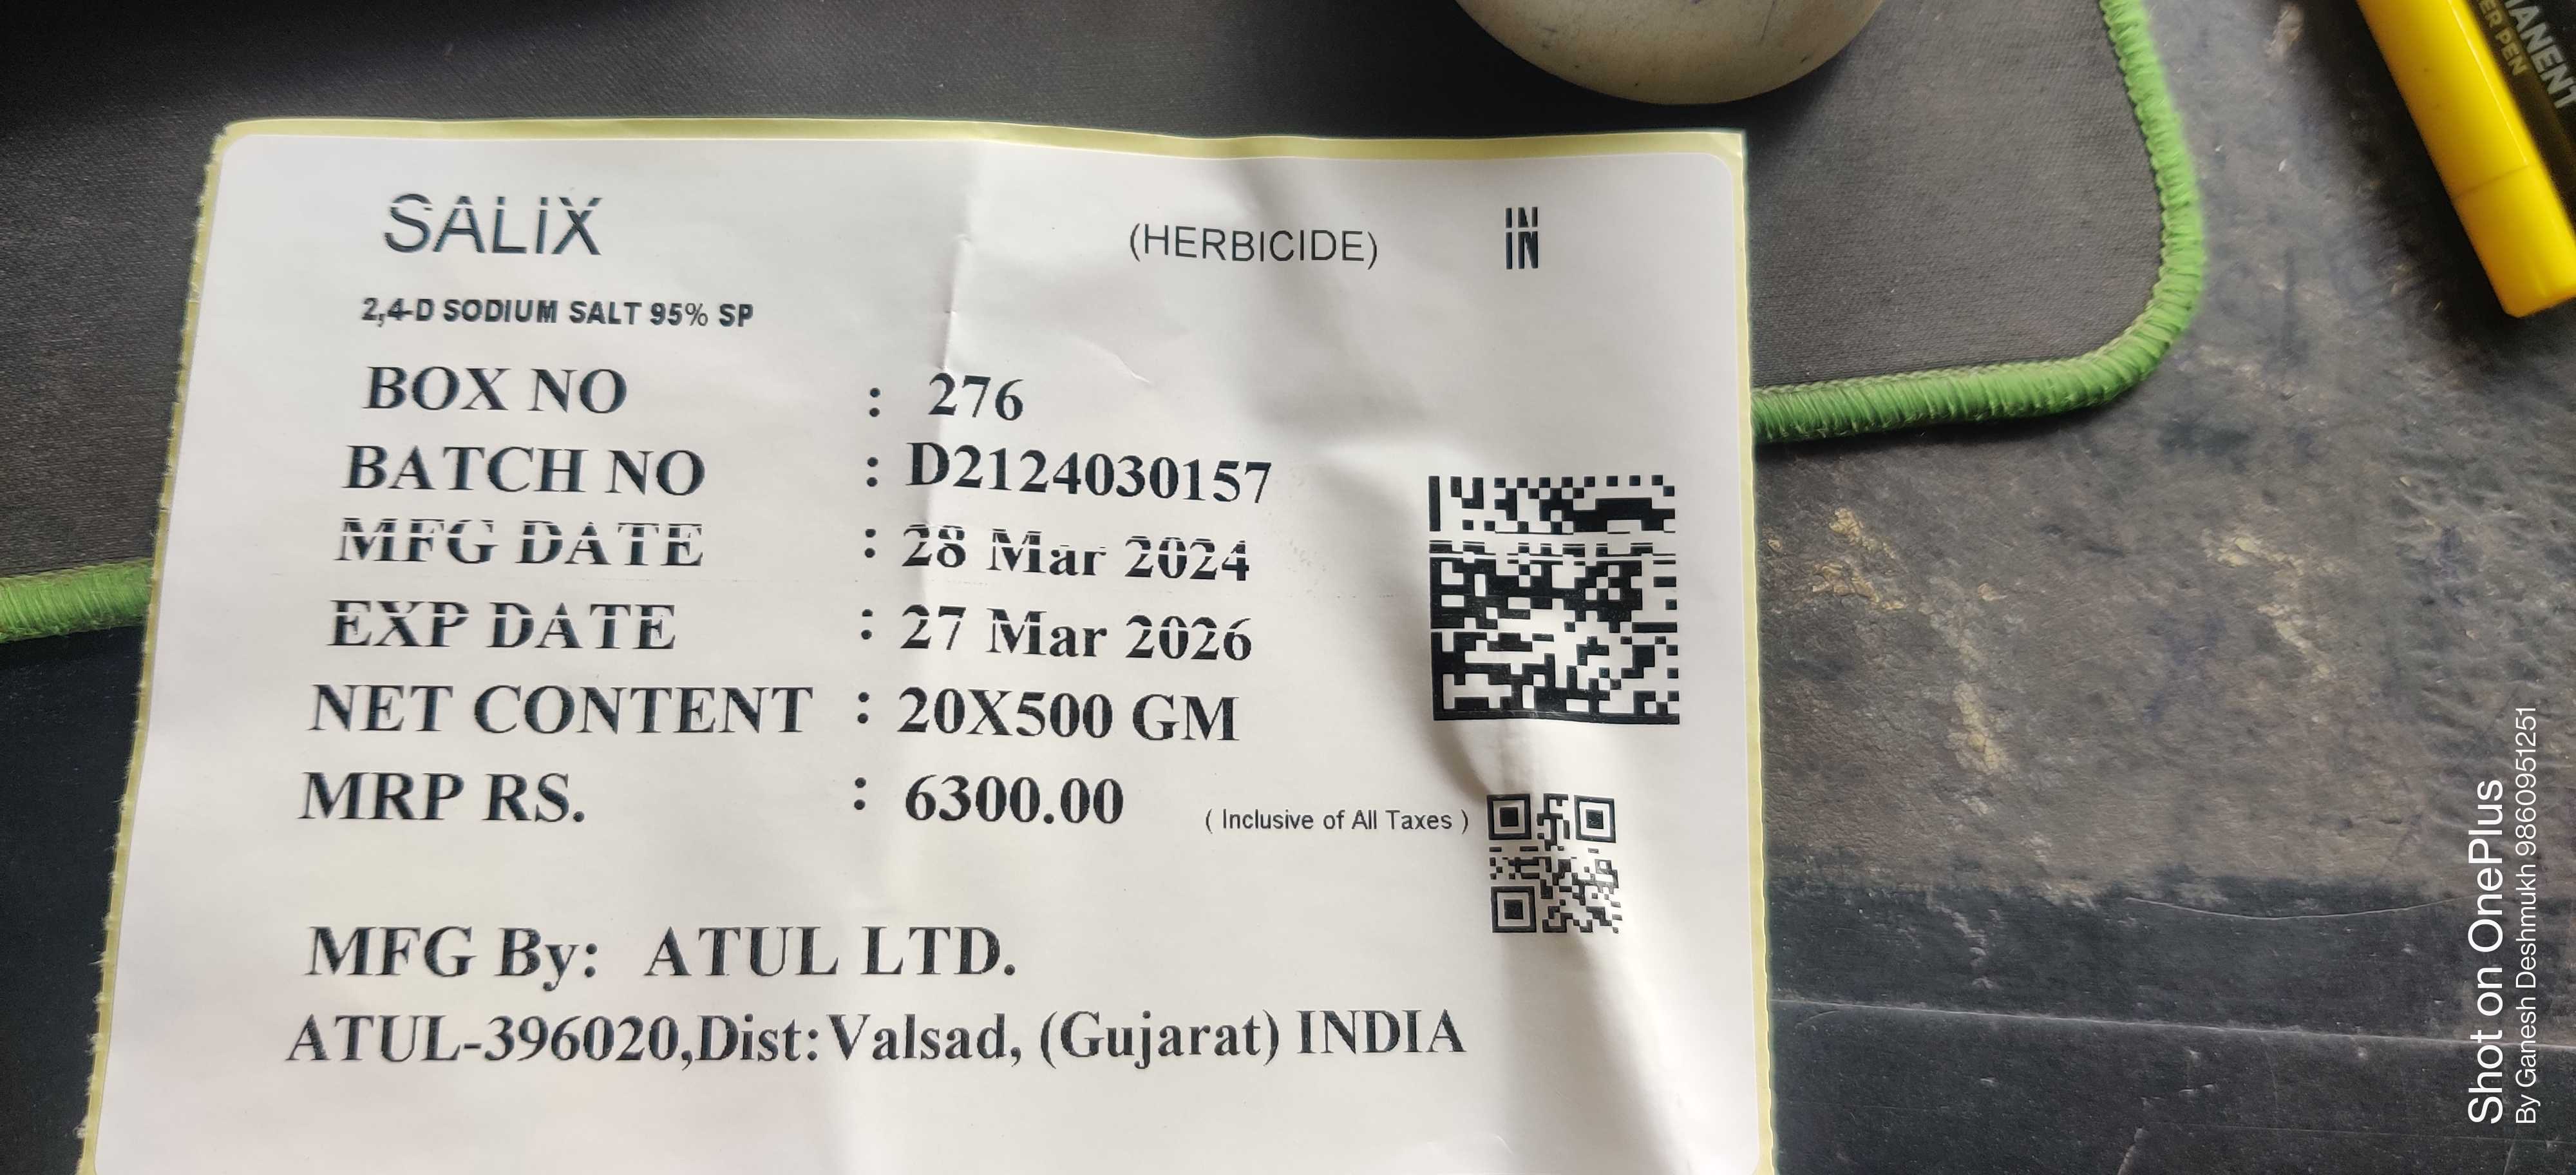 SALIX (HERBICIDE) IN
2,4-D SODIUM SALT 95% SP
BOX NO : 276
BATCH NO : D2124030157
MFG DATE : 28 Mar 2024
EXP DATE : 27 Mar 2026
NET CONTENT : 20X500 GM
MRP RS. : 6300.00 ( Inclusive of All Taxes )
MFG By: ATUL LTD.
ATUL-396020,Dist: Valsad, (Gujarat) INDIA
Shot on OnePlus
By Ganesh Deshmukh 9860951251
PEN